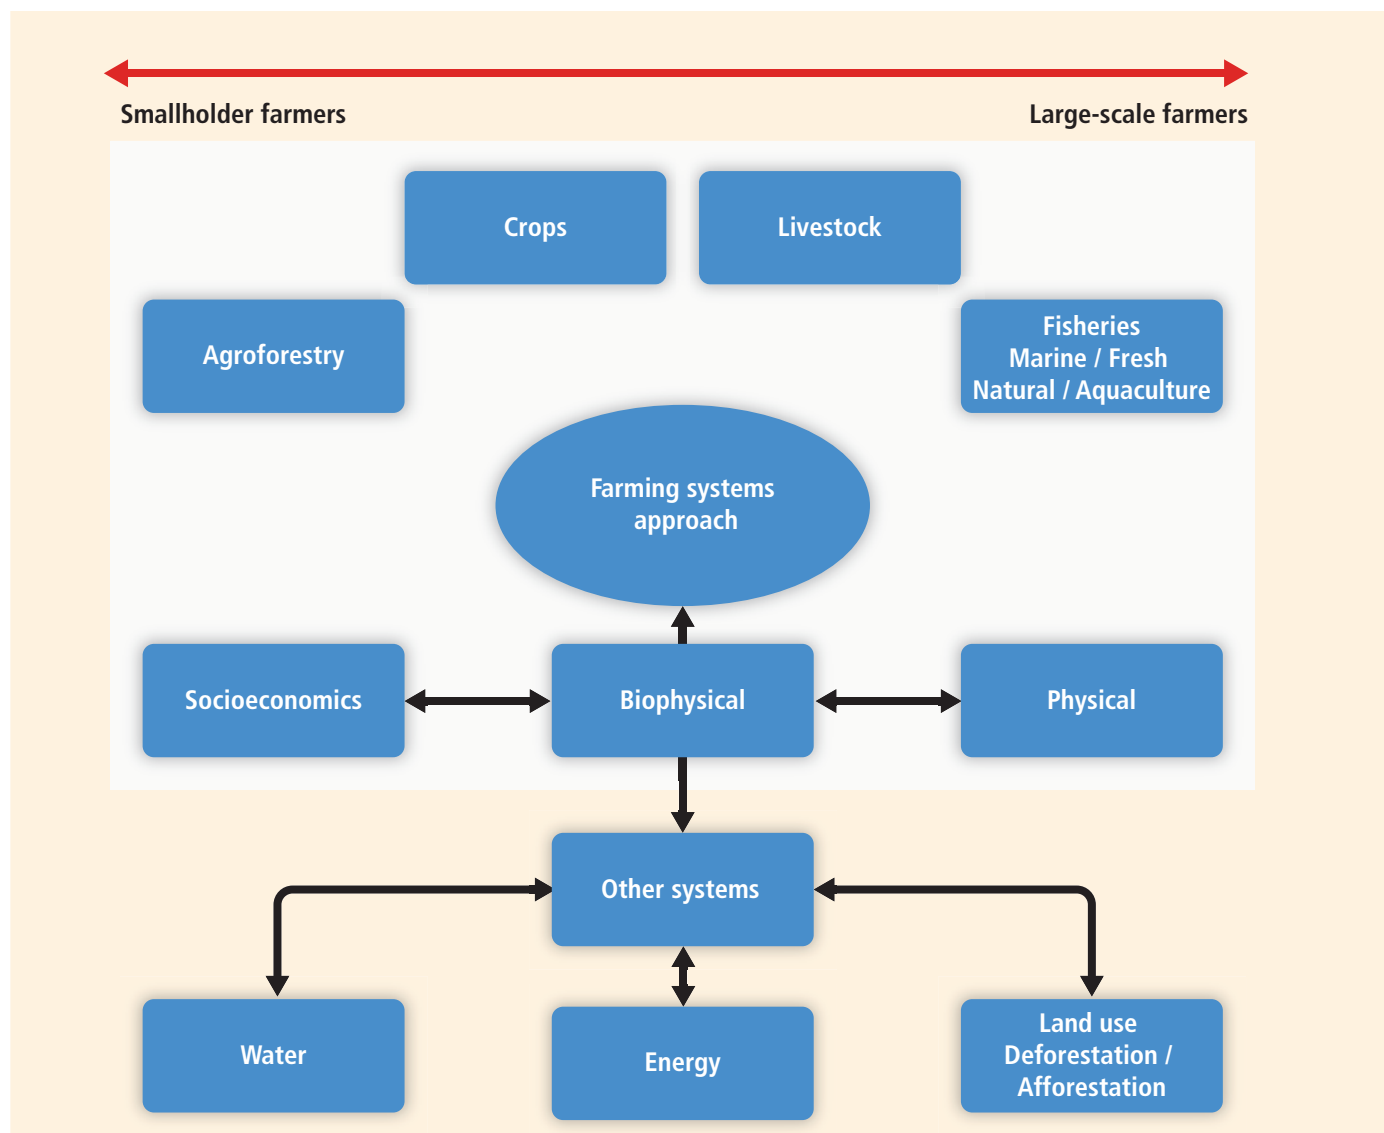 Smallholder farmers
Large-scale farmers
Crops
Livestock
Agroforestry
Fisheries
Marine / Fresh
Natural / Aquaculture
Farming systems
approach
Socioeconomics
Biophysical
Physical
Other systems
Water
Energy
Land use
Deforestation /
Afforestation